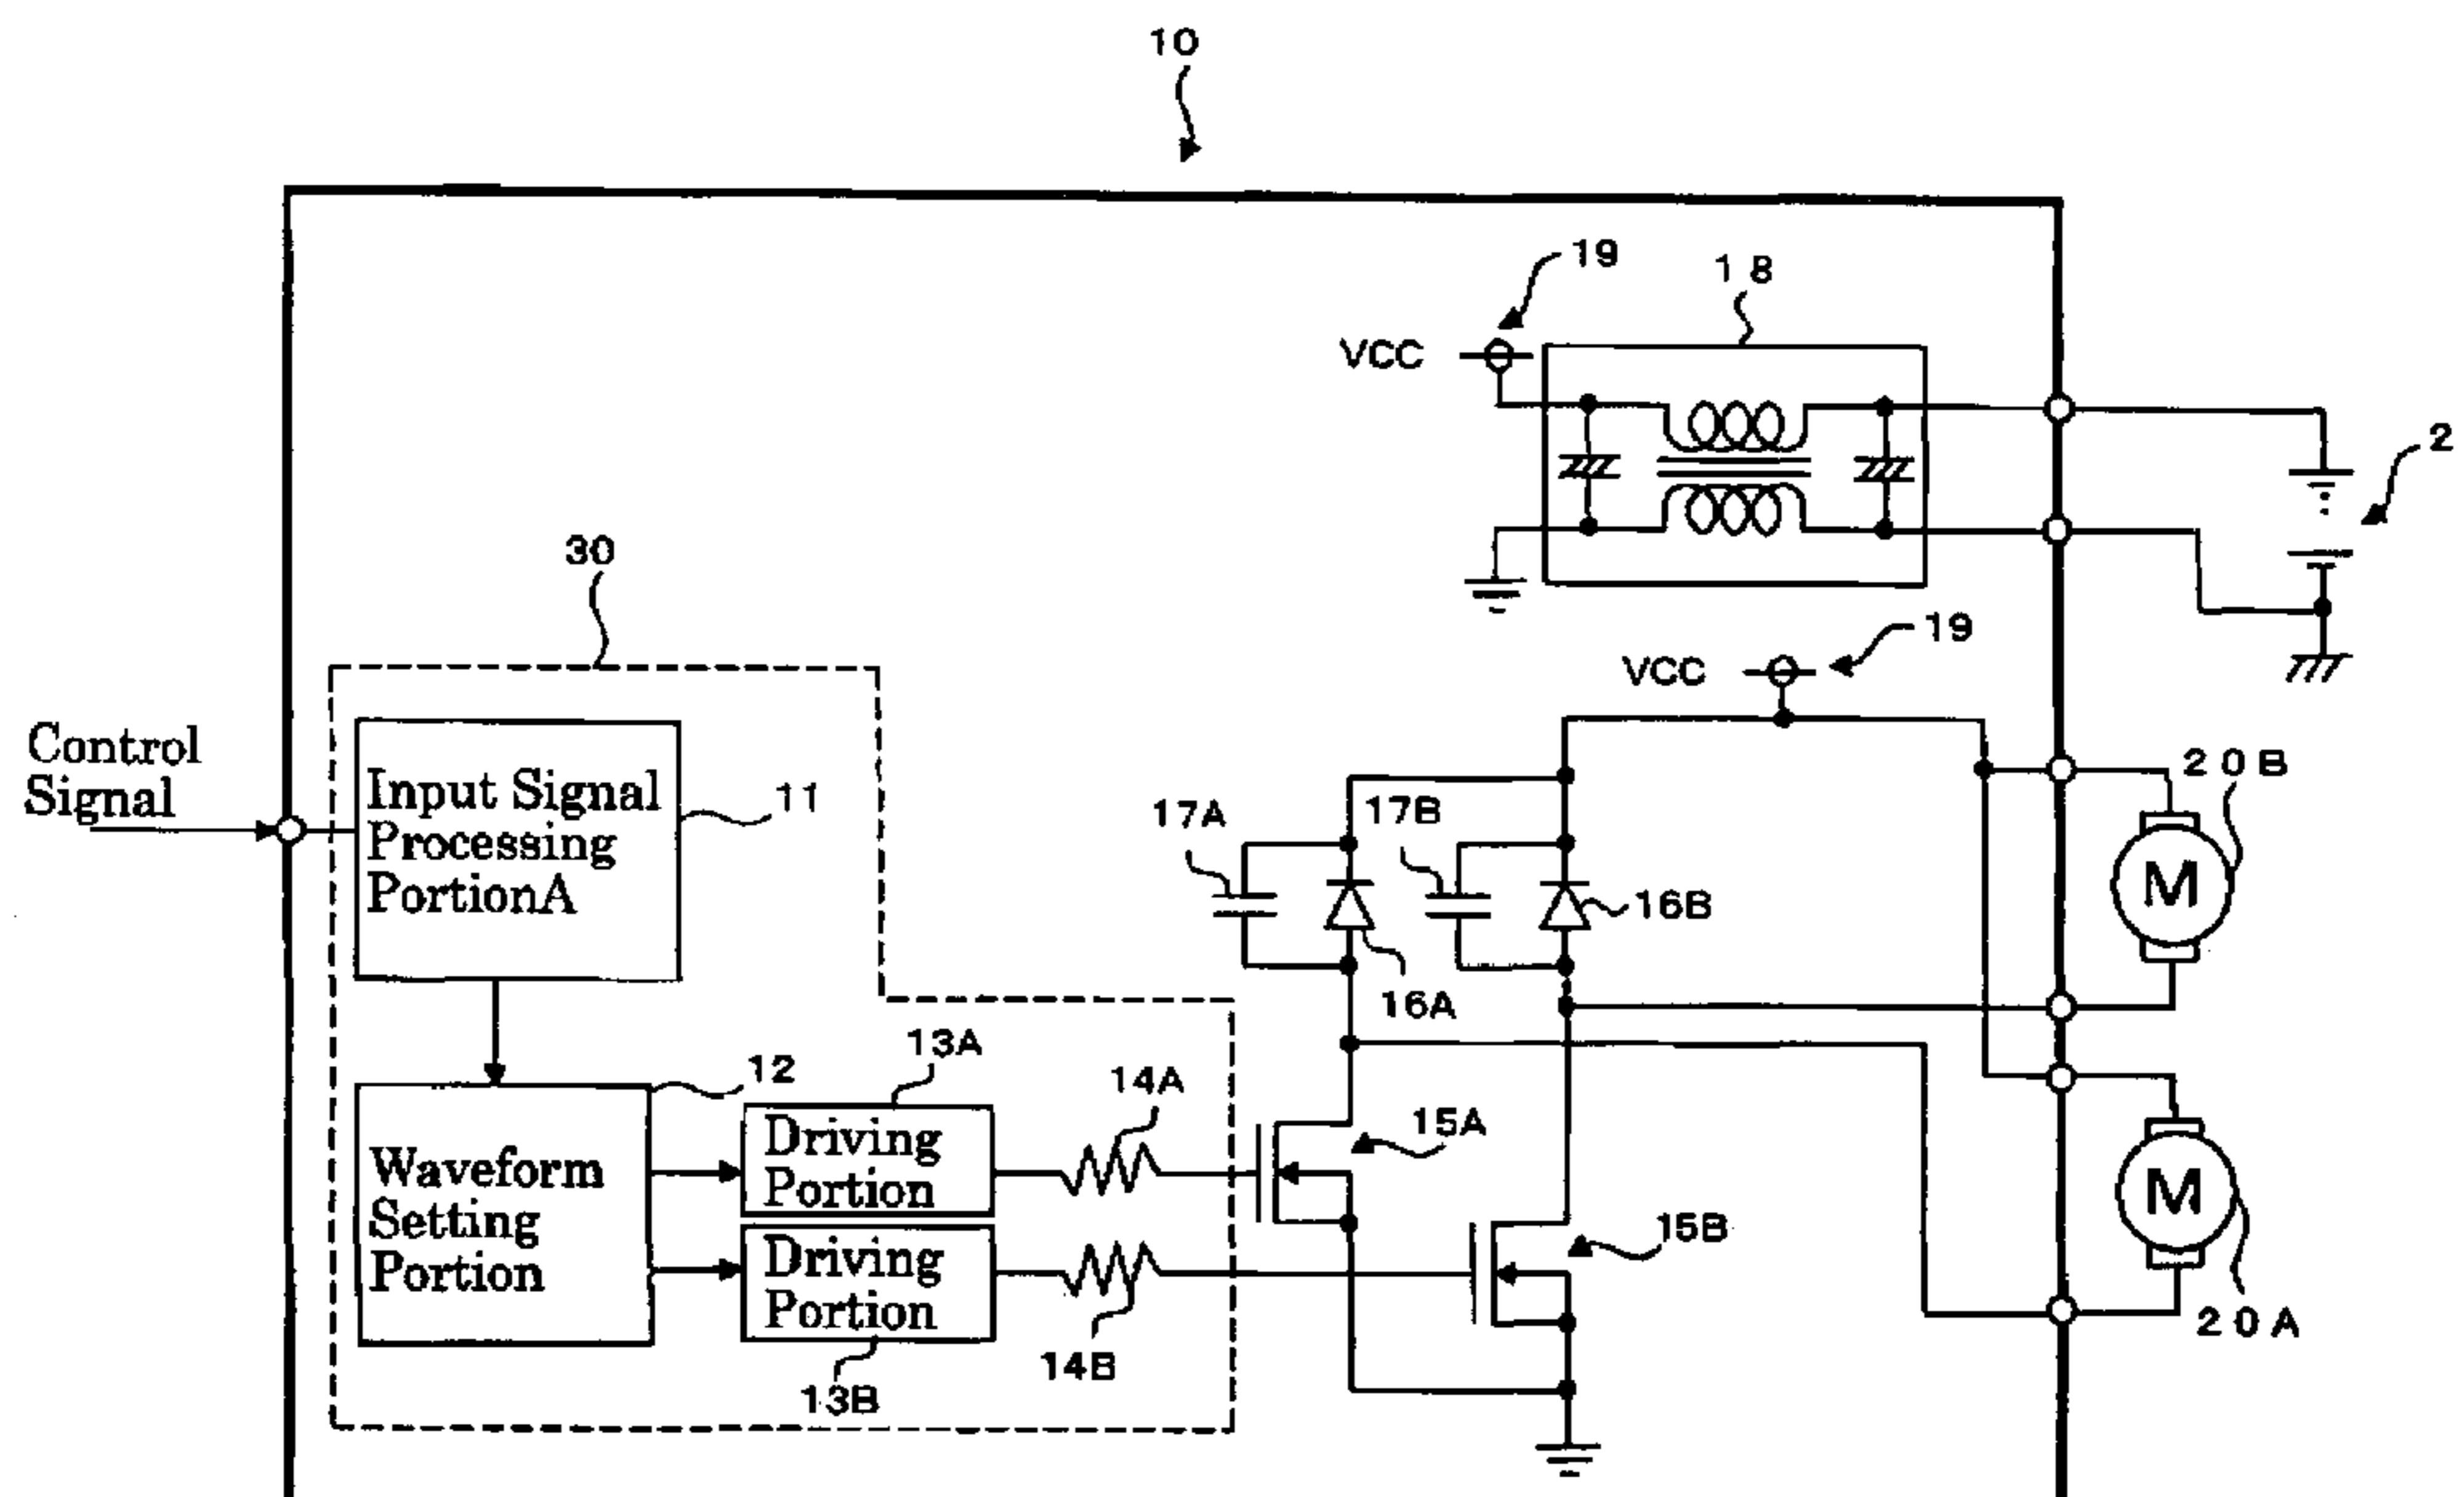 10
19
18
VCC
2
30
19
VCC
Control
Signal
Input Signal
Processing
PortionA
11
17A
17B
20B
M
16B
16A
12
13A
14A
15A
Waveform
Setting
Portion
Driving
Portion
Driving
Portion
15B
M
20A
13B
14B